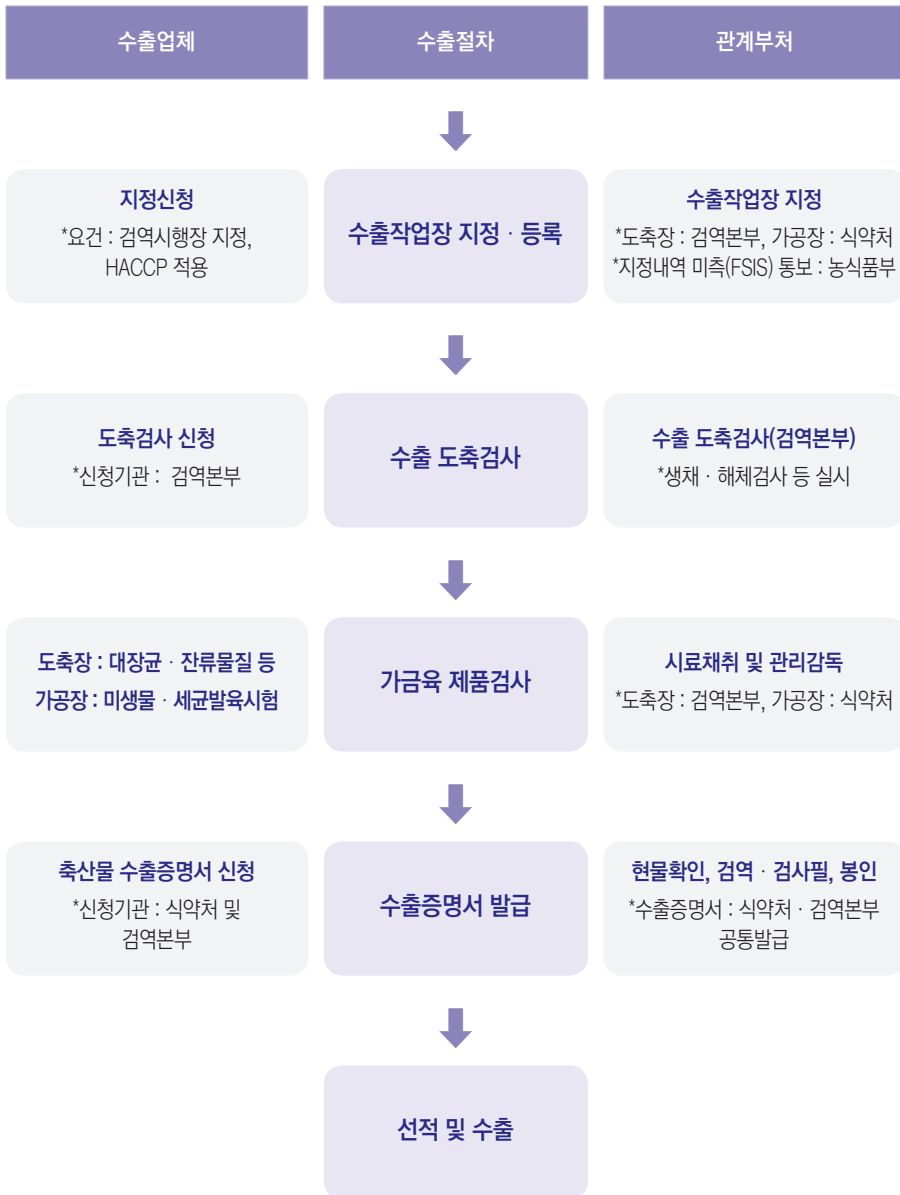 수출업체
수출절차
관계부처
지정신청
*요건 : 검역시행장 지정,
HACCP 적용
수출작업장 지정 · 등록
수출작업장 지정
*도축장 : 검역본부, 가공장 : 식약처
*지정내역 미측(FSIS) 통보 : 농식품부
도축검사 신청
*신청기관 : 검역본부
수출 도축검사
수출 도축검사(검역본부)
*생채 · 해체검사 등 실시
도축장 : 대장균 · 잔류물질 등
가공장 : 미생물 · 세균발육시험
가금육 제품검사
시료채취 및 관리감독
*도축장 : 검역본부, 가공장 : 식약처
축산물 수출증명서 신청
*신청기관 : 식약처 및
검역본부
수출증명서 발급
현물확인, 검역 · 검사필, 봉인
*수출증명서 : 식약처 · 검역본부
공통발급
선적 및 수출